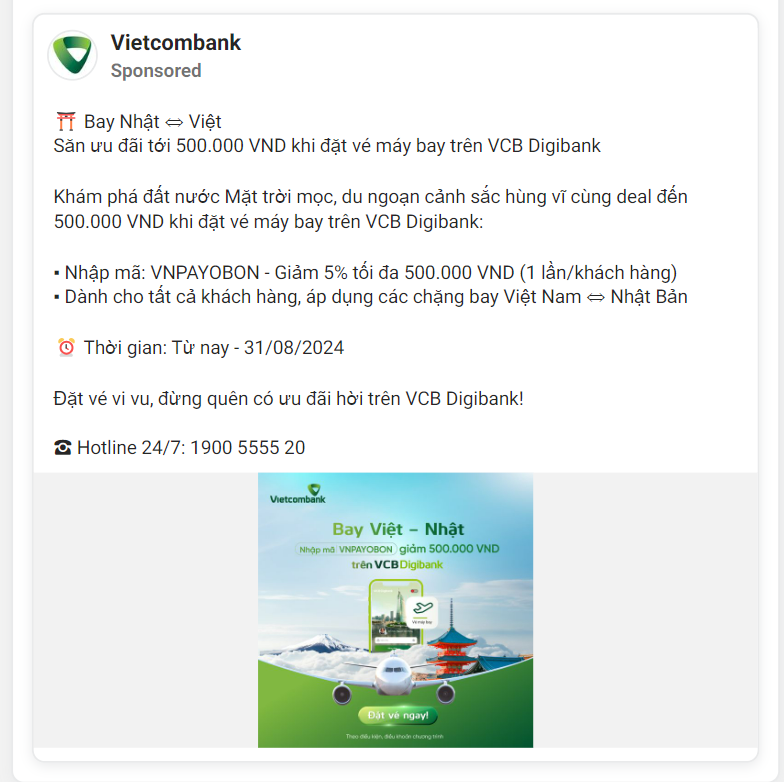 Vietcombank
Sponsored
⛩️ Bay Nhật ⇔ Việt
Săn ưu đãi tới 500.000 VND khi đặt vé máy bay trên VCB Digibank
Khám phá đất nước Mặt trời mọc, du ngoạn cảnh sắc hùng vĩ cùng deal đến
500.000 VND khi đặt vé máy bay trên VCB Digibank:
▪ Nhập mã: VNPAYOBON - Giảm 5% tối đa 500.000 VND (1 lần/khách hàng)
▪ Dành cho tất cả khách hàng, áp dụng các chặng bay Việt Nam ⇔ Nhật Bản
⏰ Thời gian: Từ nay - 31/08/2024
Đặt vé vi vu, đừng quên có ưu đãi hời trên VCB Digibank!
☎ Hotline 24/7: 1900 5555 20
Vietcombank
Bay Việt – Nhật
Nhập mã VNPAYOBON giảm 500.000 VND
trên VCB Digibank
Vé máy bay
Đặt vé ngay!
Theo điều kiện, điều khoản chương trình